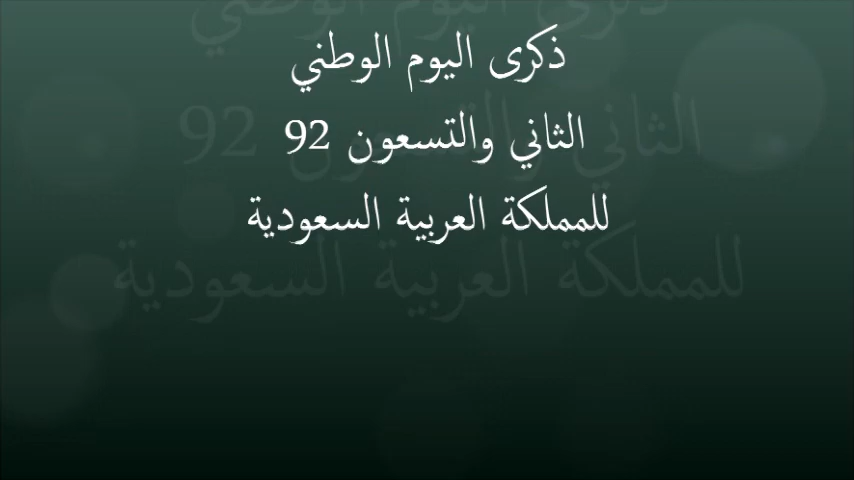 ذكرى اليوم الوطني
الثاني والتسعون 92
للمملكة العربية السعودية